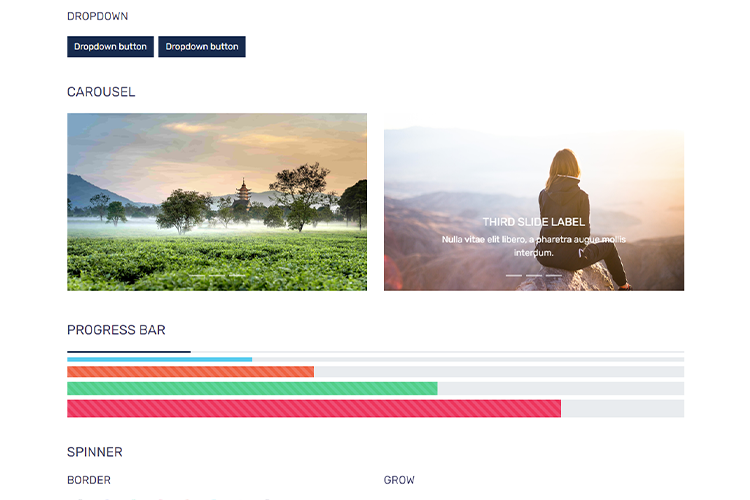 DROPDOWN
Dropdown button Dropdown button
CAROUSEL
THIRD SLIDE LABEL
Nulla vitae elit libero, a pharetra augue mollis
interdum.
PROGRESS BAR
SPINNER
BORDER GROW